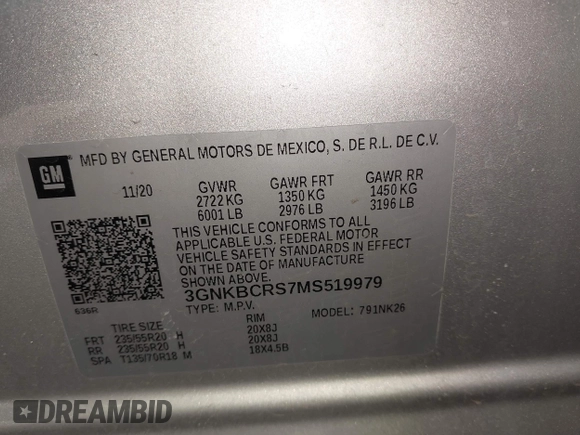 GM
MFD BY GENERAL MOTORS DE MEXICO, S. DE R.L. DE C.V.
11/20 GVWR GAWR FRT GAWR RR
2722 KG 1350 KG 1450 KG
6001 LB 2976 LB 3196 LB
THIS VEHICLE CONFORMS TO ALL
APPLICABLE U.S. FEDERAL MOTOR
VEHICLE SAFETY STANDARDS IN EFFECT
ON THE DATE OF MANUFACTURE
SHOWN ABOVE.
3GNKBCRS7MS519979
TYPE: M.P.V. MODEL: 791NK26
636R
TIRE SIZE RIM
FRT 235/55R20 H 20X8J
RR 235/55R20 H 20X8J
SPA T135/70R18 M 18X4.5B
DREAMBID